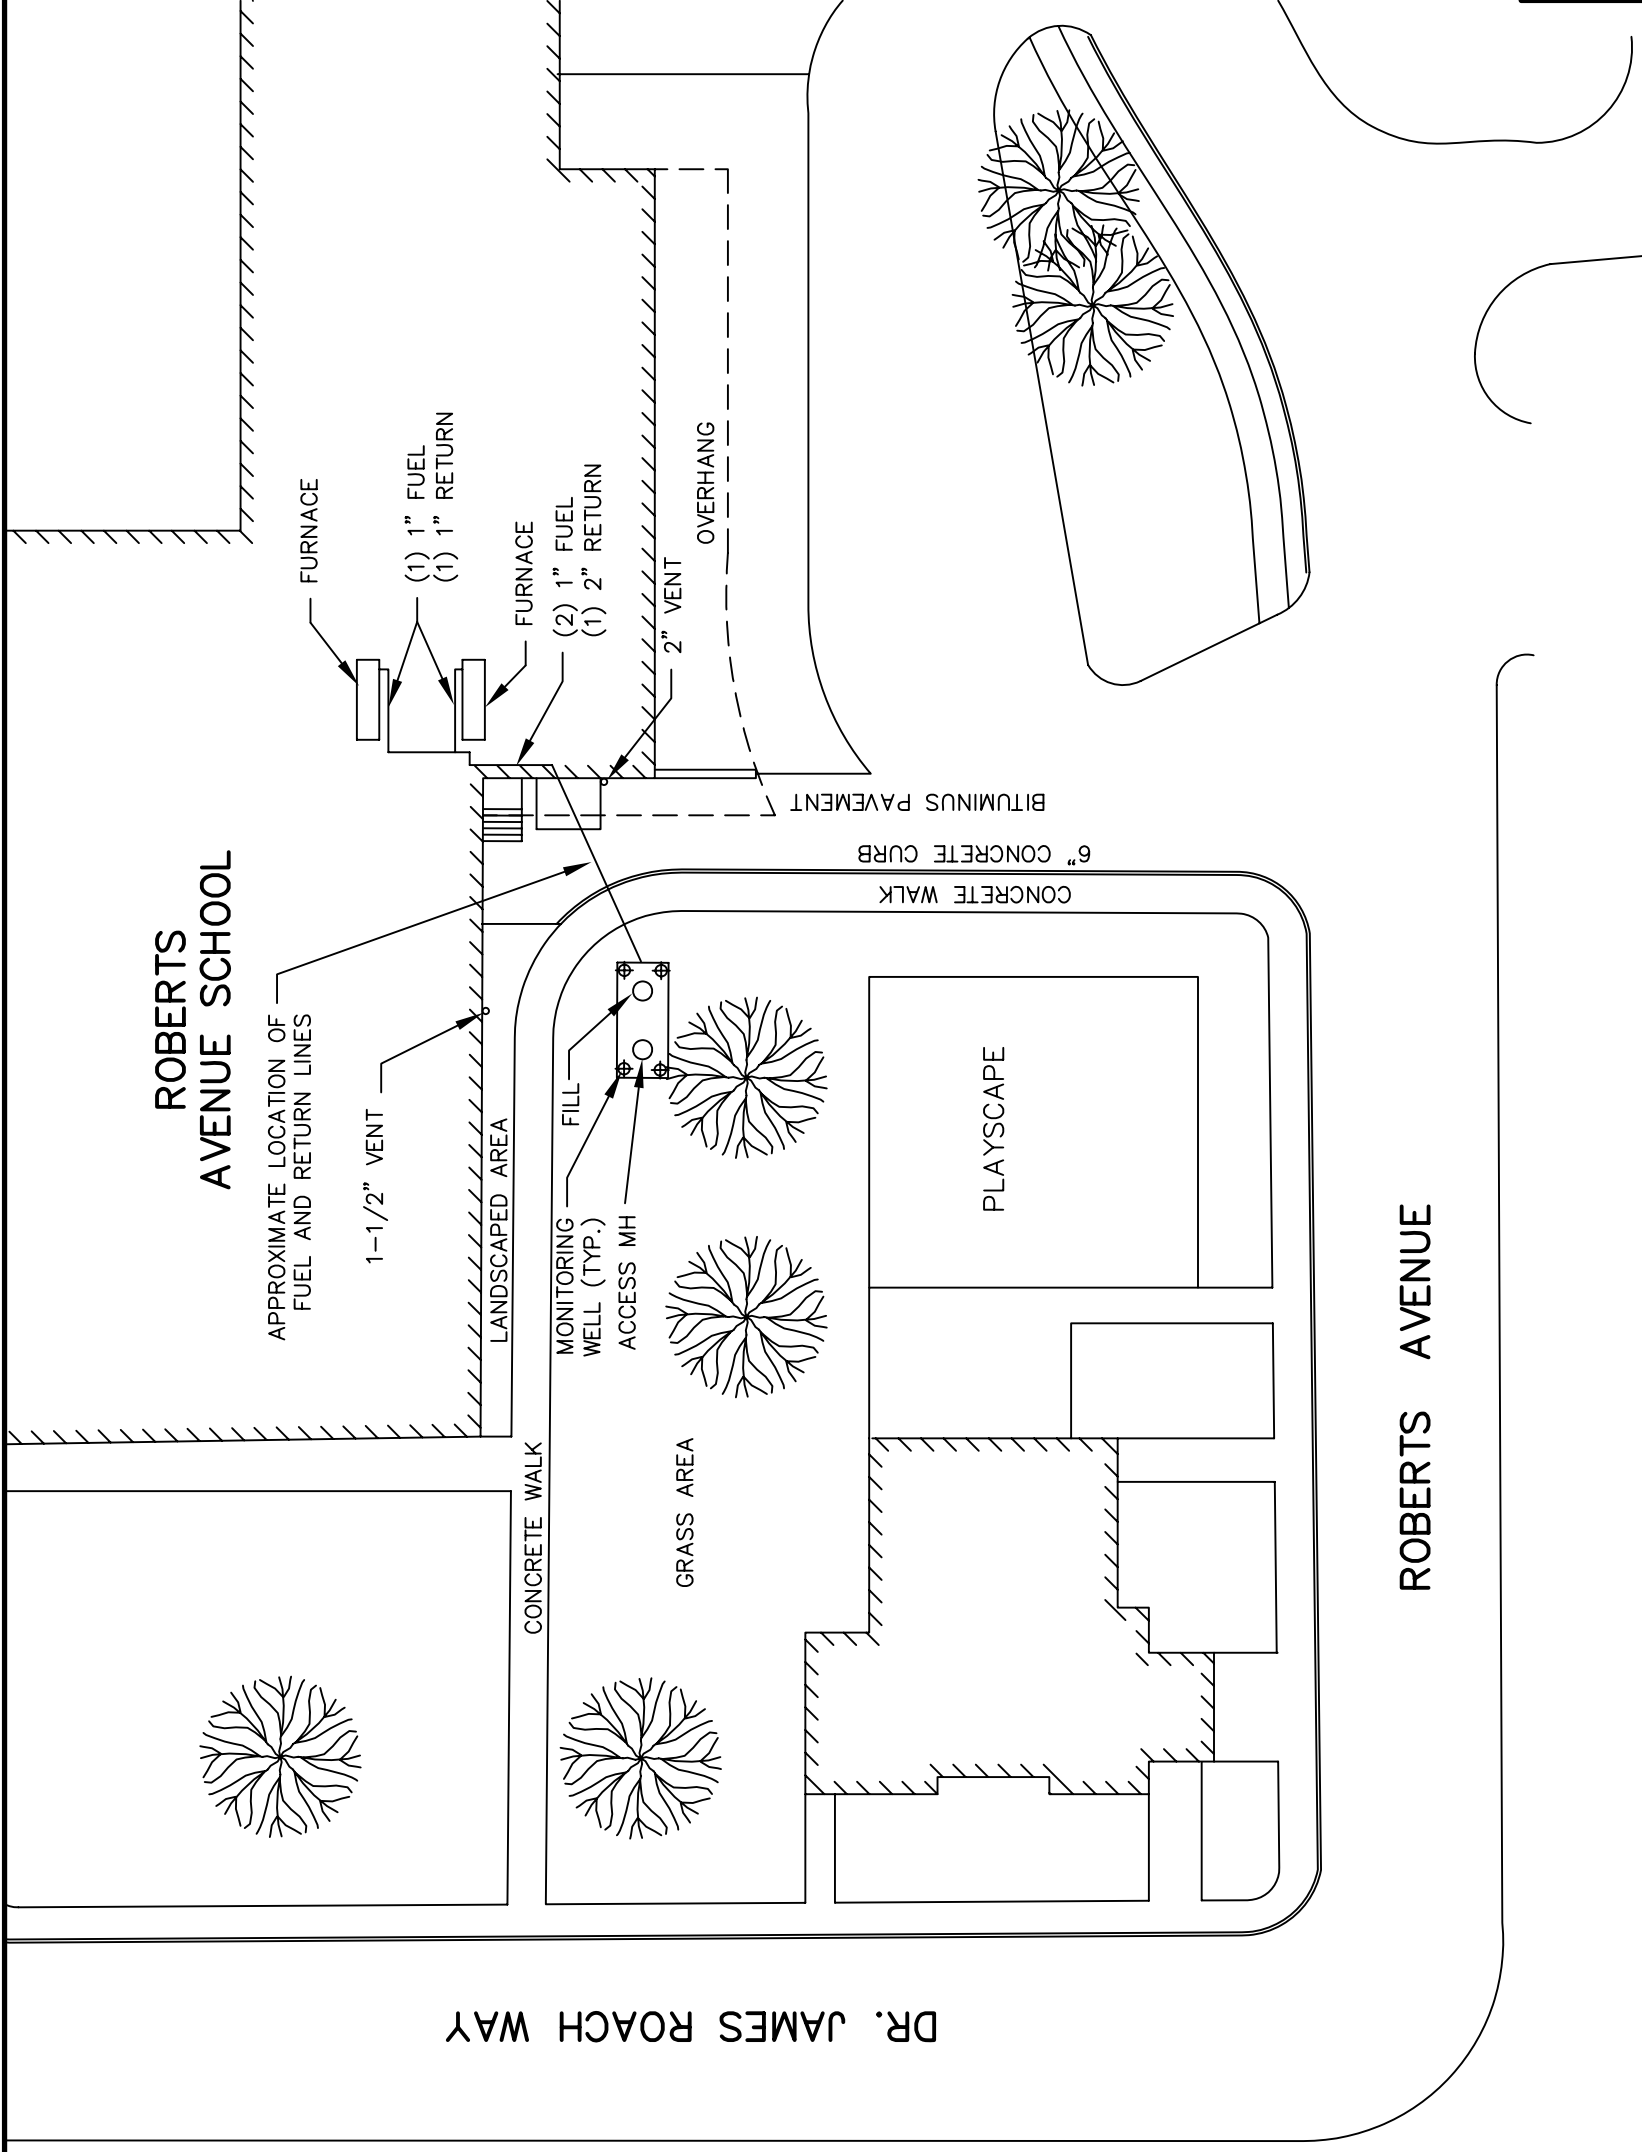 ROBERTS
AVENUE SCHOOL
APPROXIMATE LOCATION OF
FUEL AND RETURN LINES
1-1/2" VENT
FURNACE
(1) 1" FUEL
(1) 1" RETURN
FURNACE
(2) 1" FUEL
(1) 2" RETURN
2" VENT
OVERHANG
LANDSCAPED AREA
CONCRETE WALK
FILL
MONITORING
WELL (TYP.)
ACCESS MH
GRASS AREA
BITUMINUS PAVEMENT
6" CONCRETE CURB
CONCRETE WALK
PLAYSCAPE
ROBERTS AVENUE
DR. JAMES ROACH WAY